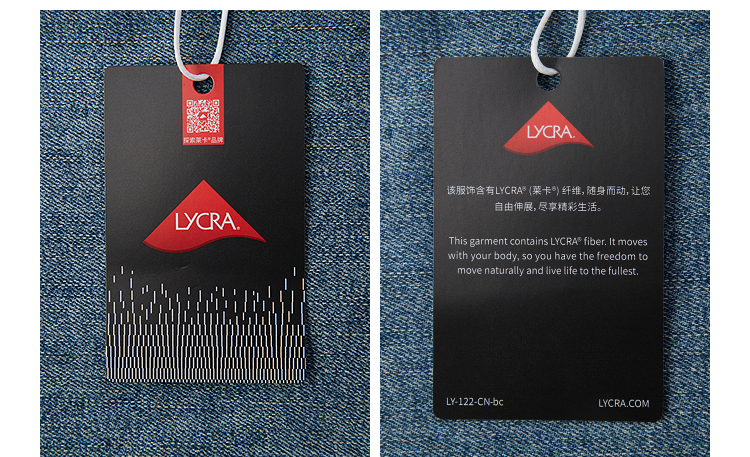 探索莱卡®品牌
LYCRA®
LYCRA®
该服饰含有LYCRA® (莱卡®) 纤维, 随身而动, 让您
自由伸展, 尽享精彩生活。
This garment contains LYCRA® fiber. It moves
with your body, so you have the freedom to
move naturally and live life to the fullest.
LY-122-CN-bc
LYCRA.COM